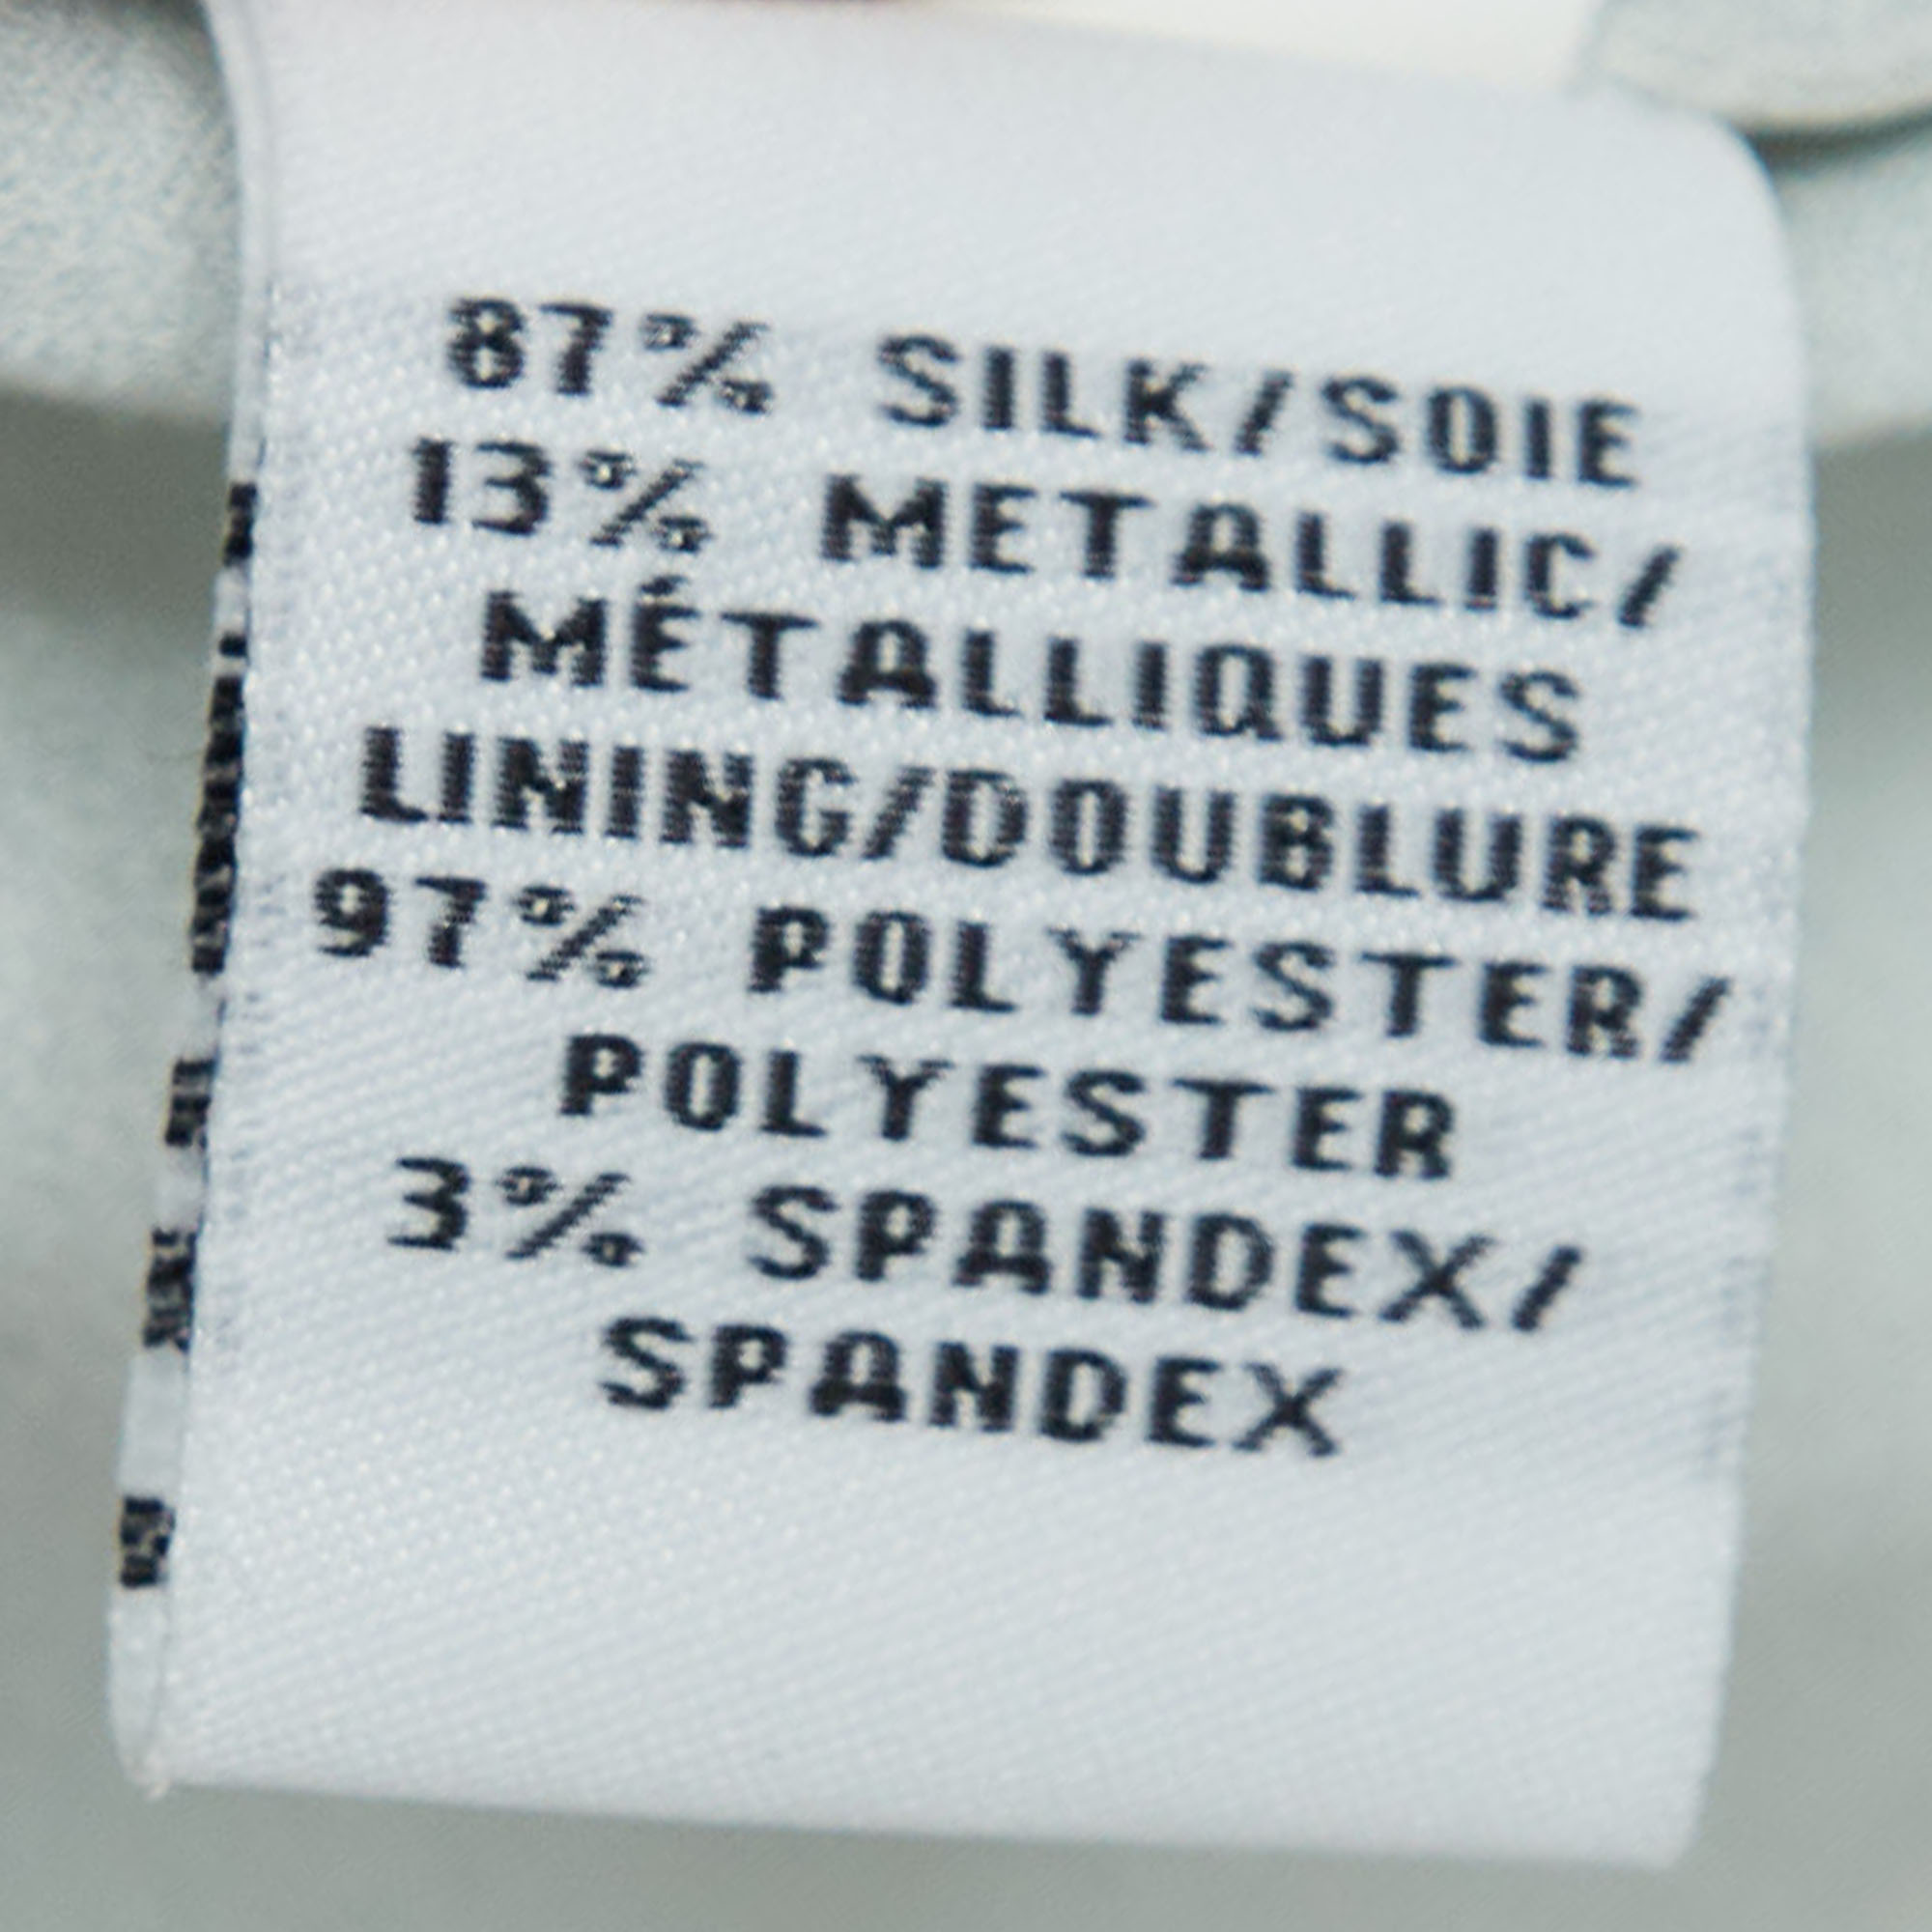 87% SILK/SOIE
13% METALLIC/
MÉTALLIQUES
LINING/DOUBLURE
97% POLYESTER/
POLYESTER
3% SPANDEX/
SPANDEX